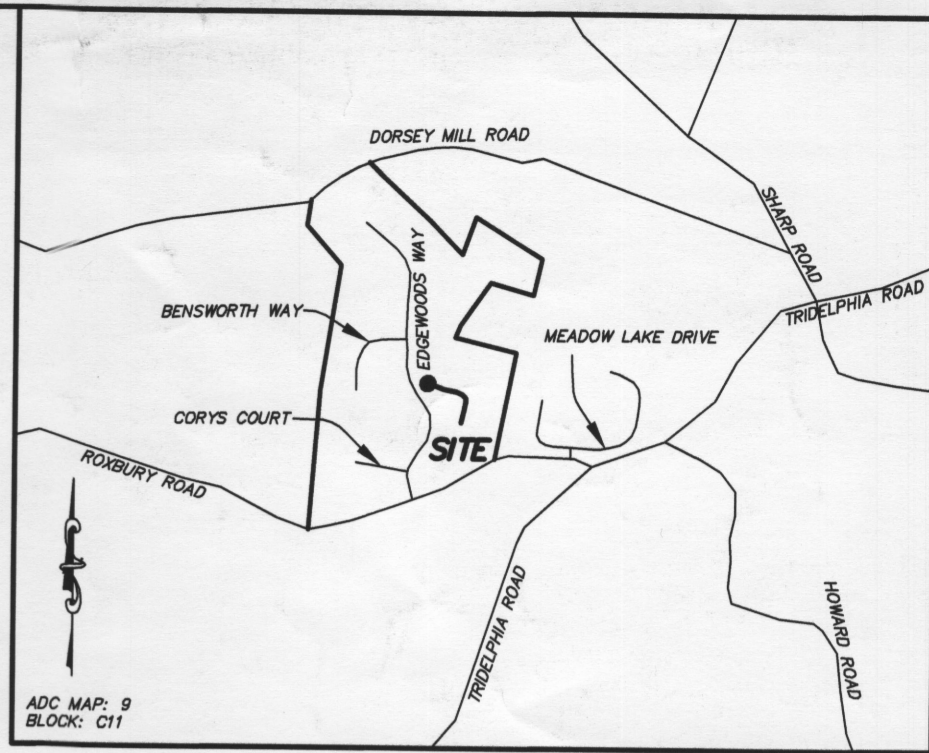 DORSEY MILL ROAD
SHARP ROAD
EDGEWOODS WAY
TRIDELPHIA ROAD
BENSWORTH WAY
MEADOW LAKE DRIVE
CORYS COURT
SITE
ROXBURY ROAD
TRIDELPHIA ROAD
HOWARD ROAD
ADC MAP: 9
BLOCK: C11